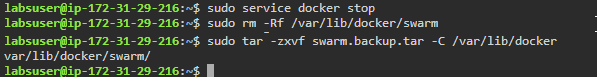 labsuser@ip-172-31-29-216:~$ sudo service docker stop
labsuser@ip-172-31-29-216:~$ sudo rm -Rf /var/lib/docker/swarm
labsuser@ip-172-31-29-216:~$ sudo tar -zxvf swarm.backup.tar -C /var/lib/docker
var/lib/docker/swarm/
labsuser@ip-172-31-29-216:~$